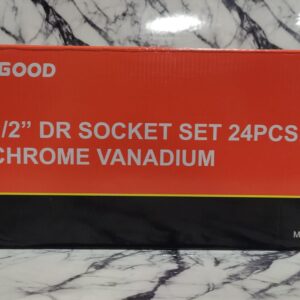 GOOD
/2” DR SOCKET SET 24PCS
CHROME VANADIUM
M